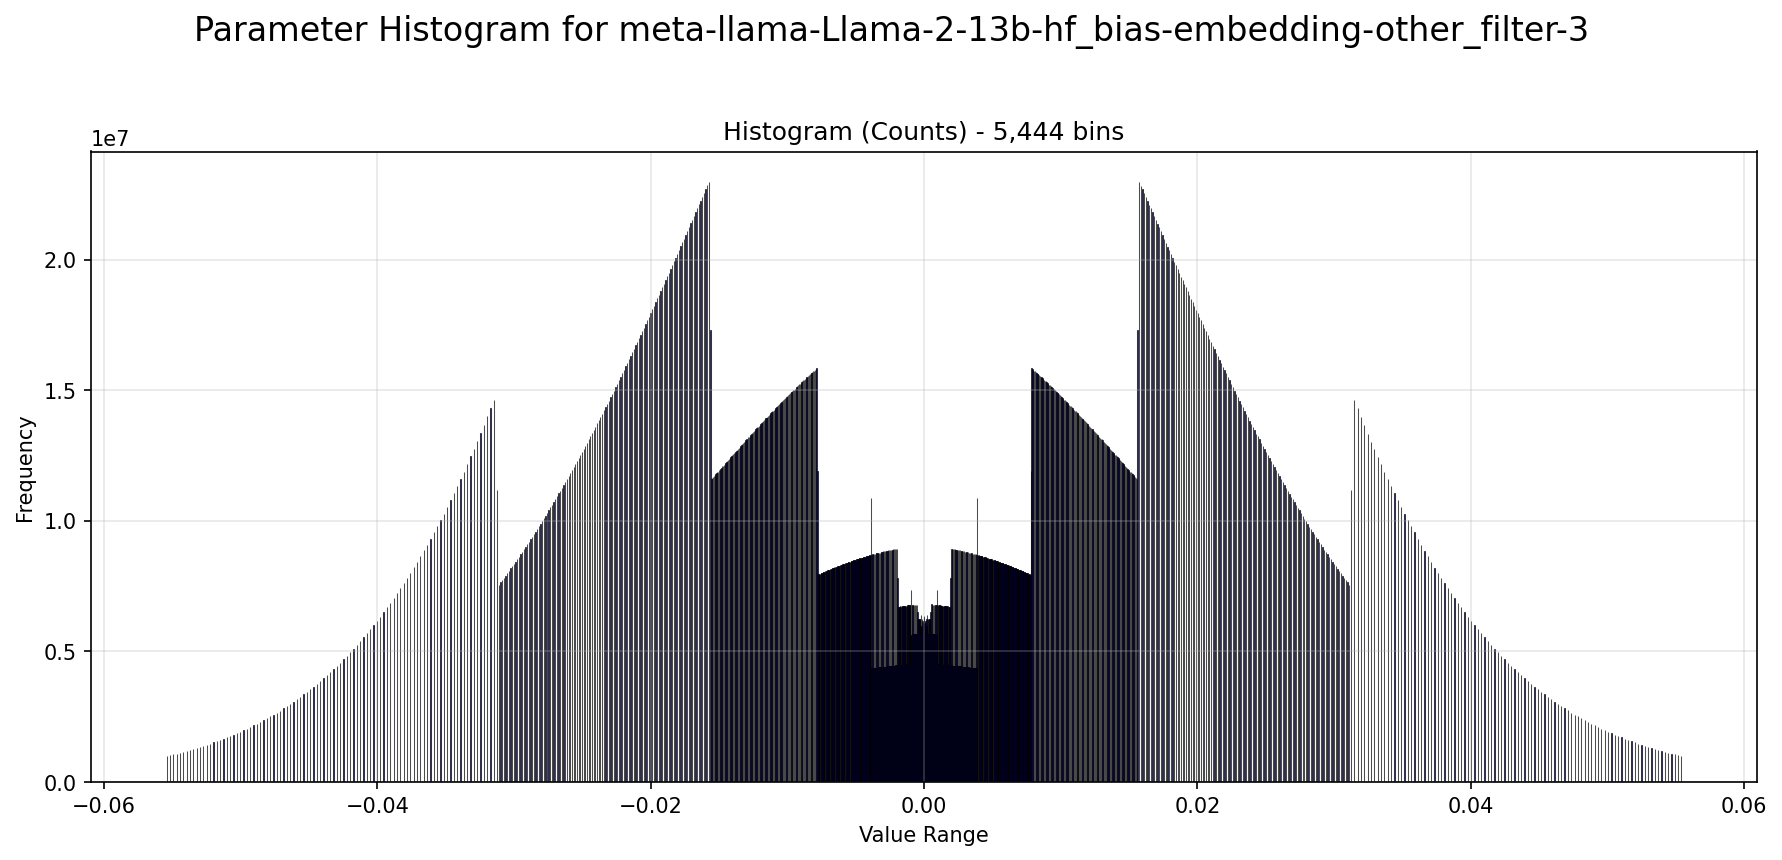 Parameter Histogram for meta-llama-Llama-2-13b-hf_bias-embedding-other_filter-3
Histogram (Counts) - 5,444 bins
1e7
2.0
1.5
1.0
0.5
0.0
Frequency
−0.06 −0.04 −0.02 0.00 0.02 0.04 0.06
Value Range